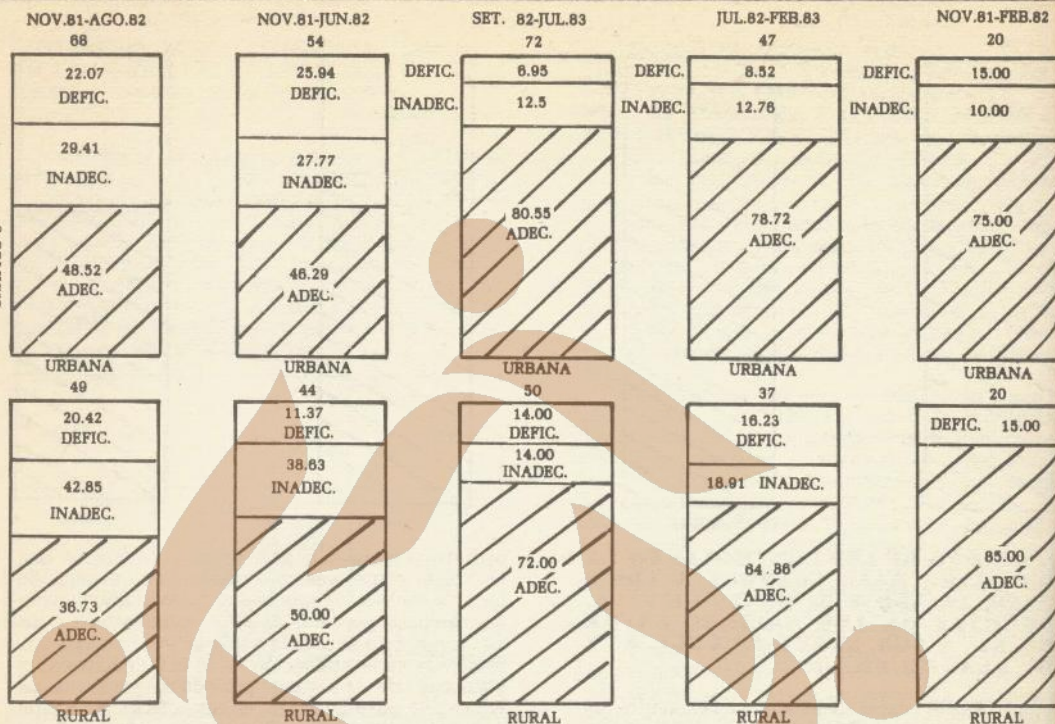 NOV.81-AGO.82 NOV.81-JUN.82 SET. 82-JUL.83 JUL.82-FEB.83 NOV.81-FEB.82
68 54 72 47 20
22.07 25.94 DEFIC. 6.95 DEFIC. 8.52 DEFIC. 15.00
DEFIC. DEFIC.
INADEC. 12.5 INADEC. 12.76 INADEC. 10.00
29.41 27.77
INADEC. INADEC.
80.55 78.72 75.00
ADEC. ADEC. ADEC.
48.52 46.29
ADEC. ADEC.
URBANA URBANA URBANA URBANA URBANA
49 44 50 37 20
20.42 11.37 14.00 16.23 DEFIC. 15.00
DEFIC. DEFIC. DEFIC. DEFIC.
42.85 38.63 14.00 18.91 INADEC.
INADEC. INADEC. INADEC.
72.00 64.86 85.00
ADEC. ADEC. ADEC.
36.73 50.00
ADEC. ADEC.
RURAL RURAL RURAL RURAL RURAL